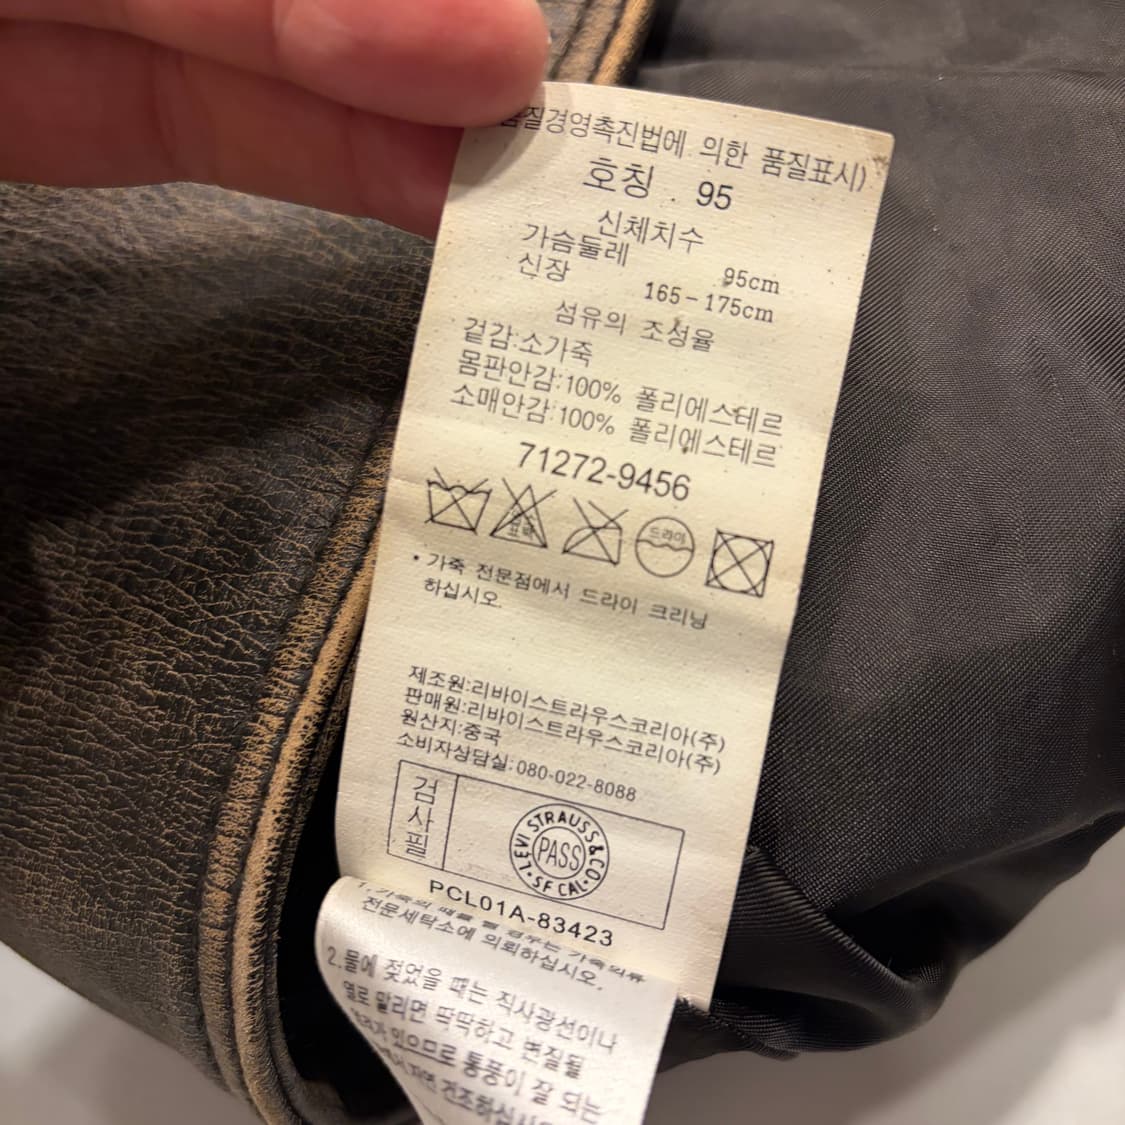 품질경영촉진법에 의한 품질표시)
호칭 . 95
신체치수
가슴둘레 95cm
신장 165-175cm
섬유의 조성율
겉감:소가죽
몸판안감:100% 폴리에스테르
소매안감:100% 폴리에스테르
71272-9456
드라이
• 가죽 전문점에서 드라이 크리닝
하십시오.
제조원:리바이스트라우스코리아(주)
판매원:리바이스트라우스코리아(주)
원산지:중국
소비자상담실:080-022-8088
검사필
LEVI STRAUSS & CO.
PASS
SF CAL.
PCL01A-83423
전문세탁소에 의뢰하십시오.
2.물에 젖었을 때는 직사광선이나
열로 말리면 딱딱하고 변질될
있으므로 통풍이 잘 되는